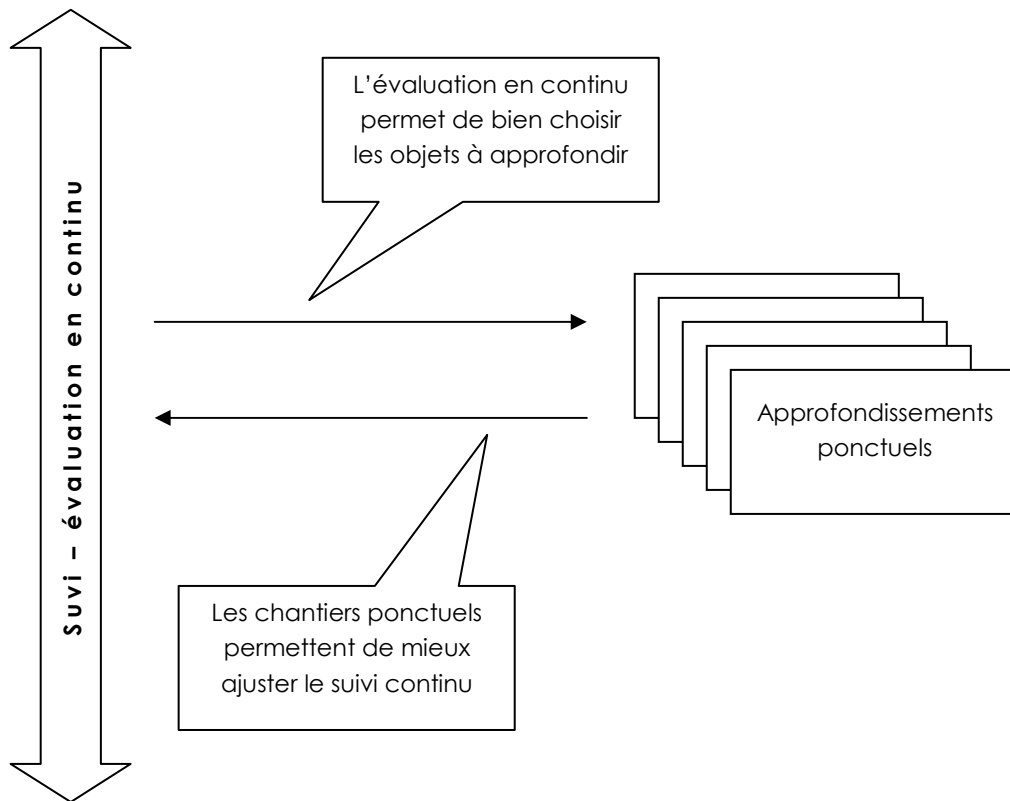 L'évaluation en continu
permet de bien choisir
les objets à approfondir
Suvi – évaluation en continu
Approfondissements
ponctuels
Les chantiers ponctuels
permettent de mieux
ajuster le suivi continu